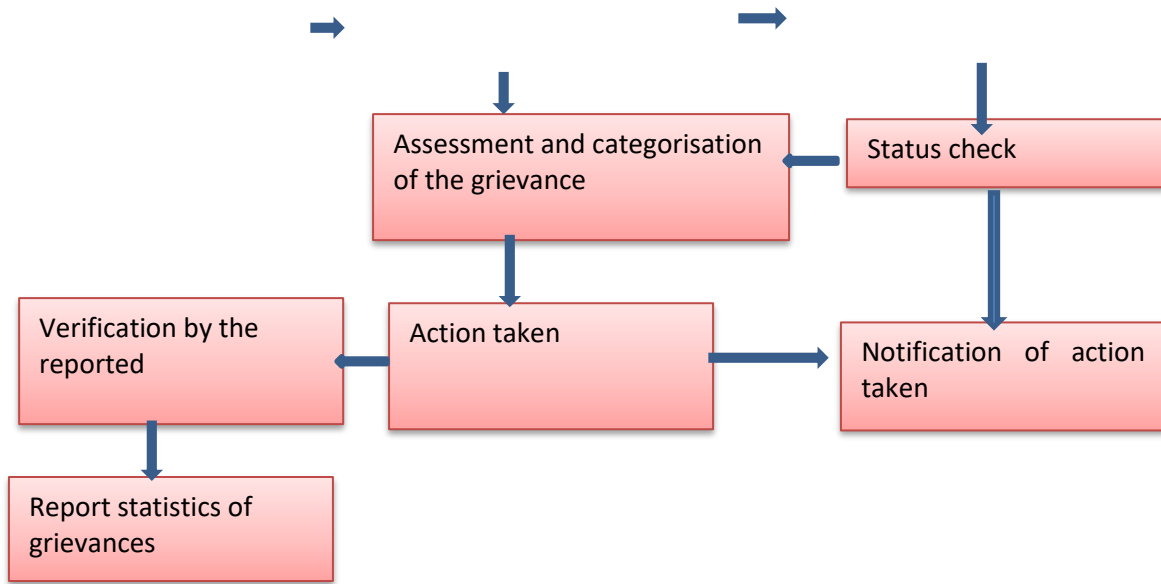 Assessment and categorisation
of the grievance
Status check
Verification by the
reported
Action taken
Notification of action
taken
Report statistics of
grievances